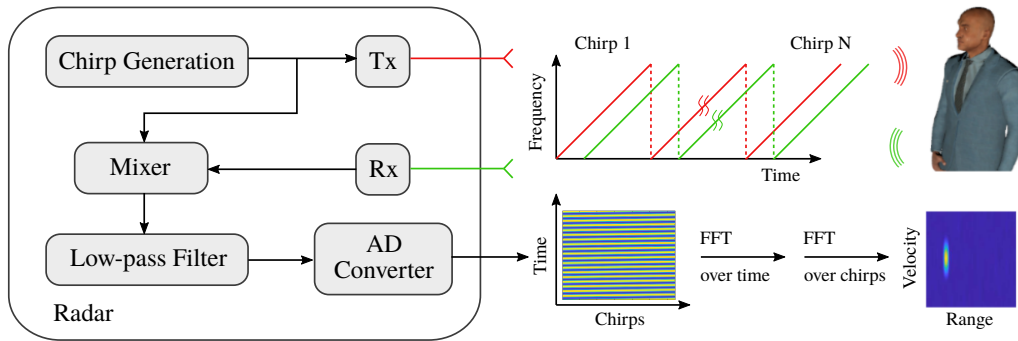 Chirp Generation
Tx
Mixer
Rx
Low-pass Filter
AD
Converter
Radar
Chirp 1
Chirp N
Frequency
Time
Time
Chirps
FFT
over time
FFT
over chirps
Velocity
Range